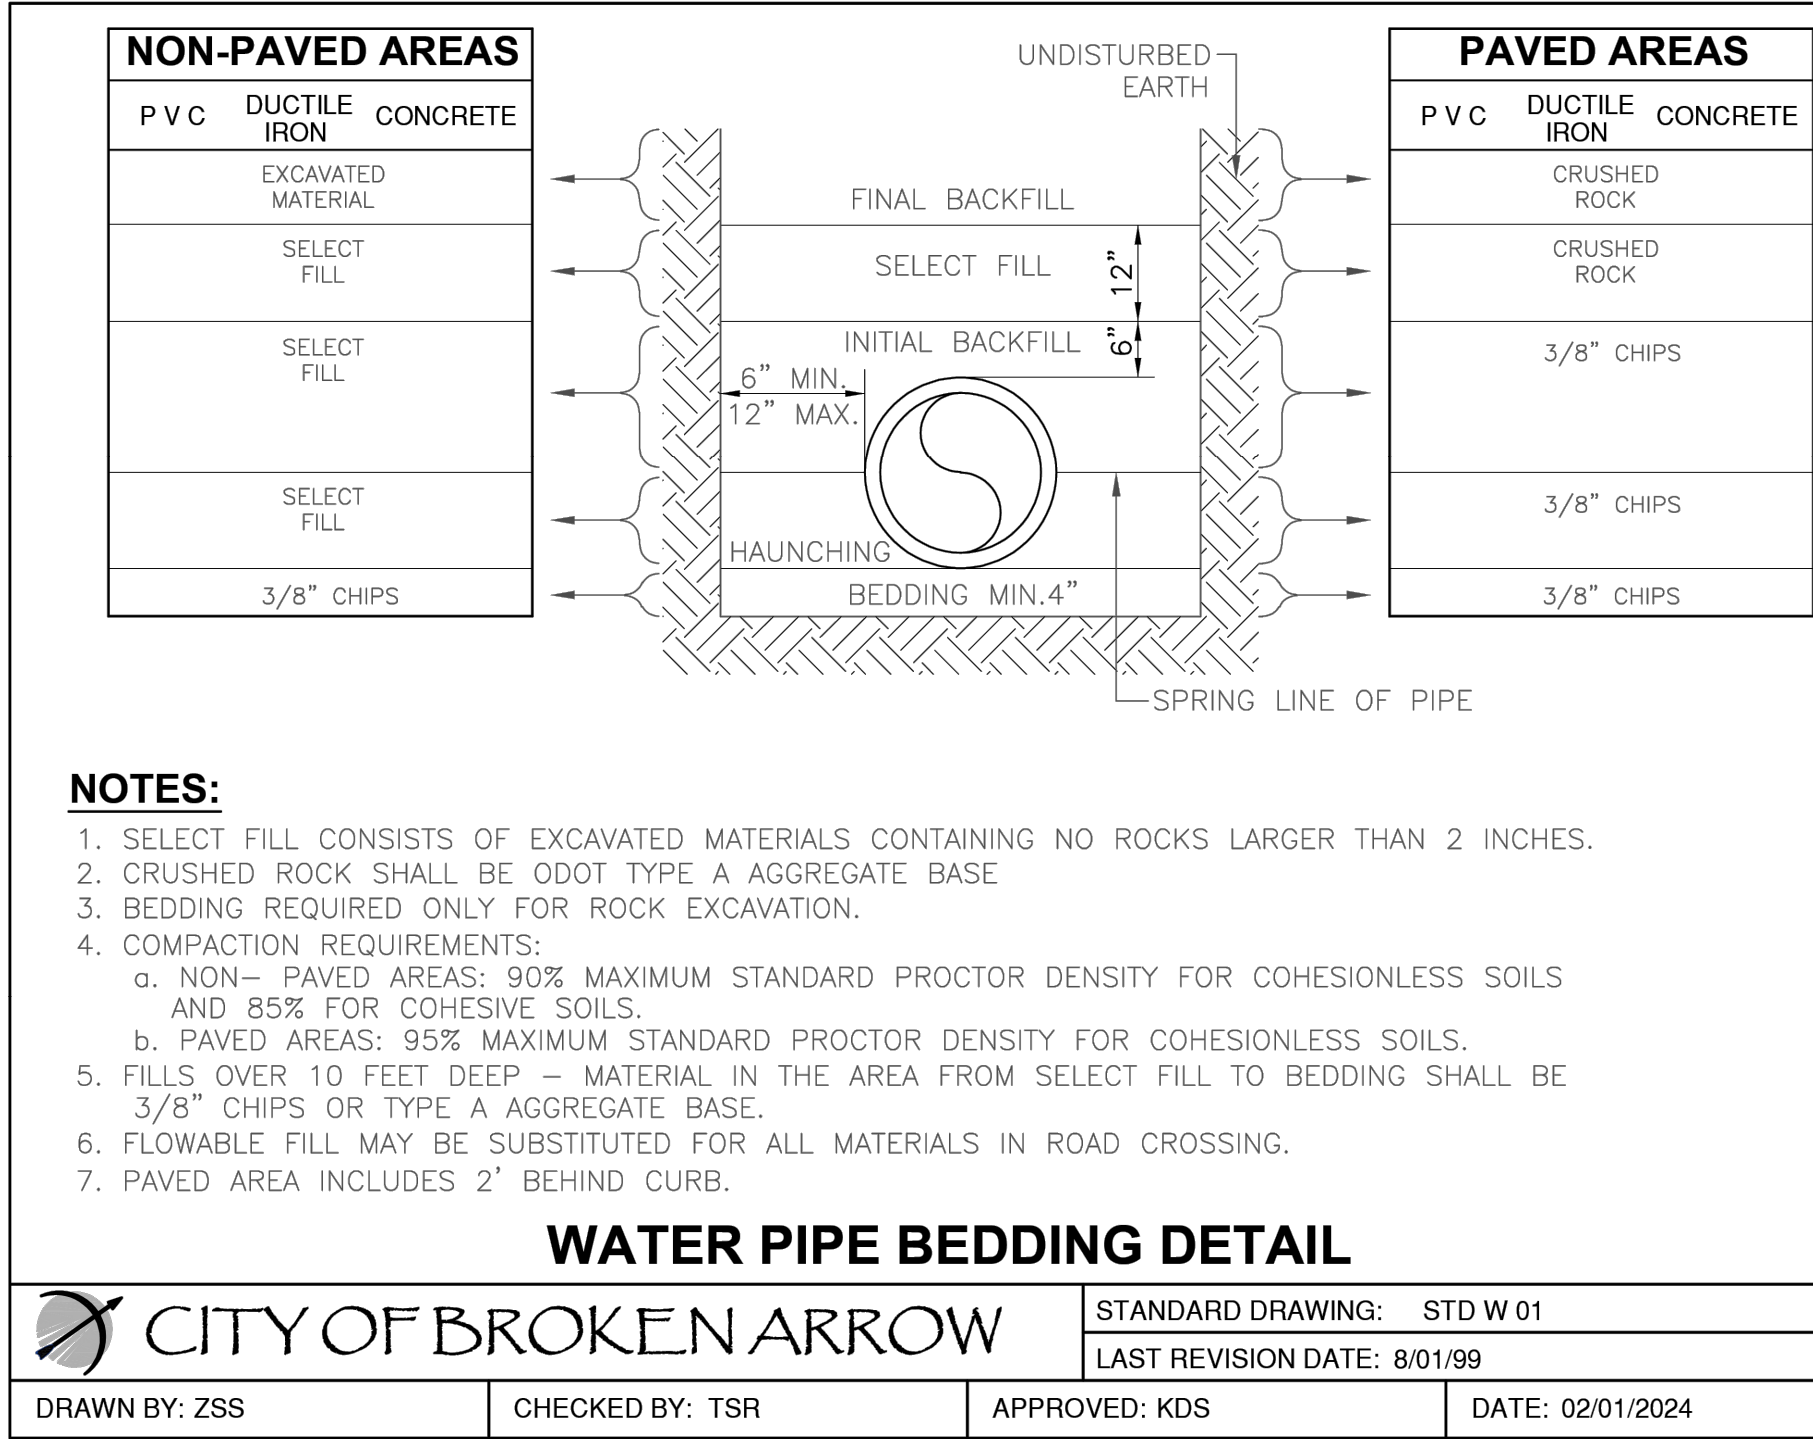 NON-PAVED AREAS
P V C
DUCTILE
IRON
CONCRETE
EXCAVATED
MATERIAL
SELECT
FILL
SELECT
FILL
SELECT
FILL
3/8” CHIPS
UNDISTURBED
EARTH
FINAL BACKFILL
SELECT FILL
12”
INITIAL BACKFILL
6”
6” MIN.
12” MAX.
HAUNCHING
BEDDING MIN.4”
SPRING LINE OF PIPE
PAVED AREAS
P V C
DUCTILE
IRON
CONCRETE
CRUSHED
ROCK
CRUSHED
ROCK
3/8” CHIPS
3/8” CHIPS
3/8” CHIPS
NOTES:
1. SELECT FILL CONSISTS OF EXCAVATED MATERIALS CONTAINING NO ROCKS LARGER THAN 2 INCHES.
2. CRUSHED ROCK SHALL BE ODOT TYPE A AGGREGATE BASE
3. BEDDING REQUIRED ONLY FOR ROCK EXCAVATION.
4. COMPACTION REQUIREMENTS:
a. NON– PAVED AREAS: 90% MAXIMUM STANDARD PROCTOR DENSITY FOR COHESIONLESS SOILS
AND 85% FOR COHESIVE SOILS.
b. PAVED AREAS: 95% MAXIMUM STANDARD PROCTOR DENSITY FOR COHESIONLESS SOILS.
5. FILLS OVER 10 FEET DEEP – MATERIAL IN THE AREA FROM SELECT FILL TO BEDDING SHALL BE
3/8” CHIPS OR TYPE A AGGREGATE BASE.
6. FLOWABLE FILL MAY BE SUBSTITUTED FOR ALL MATERIALS IN ROAD CROSSING.
7. PAVED AREA INCLUDES 2’ BEHIND CURB.
WATER PIPE BEDDING DETAIL
CITY OF BROKEN ARROW
STANDARD DRAWING: STD W 01
LAST REVISION DATE: 8/01/99
DRAWN BY: ZSS
CHECKED BY: TSR
APPROVED: KDS
DATE: 02/01/2024